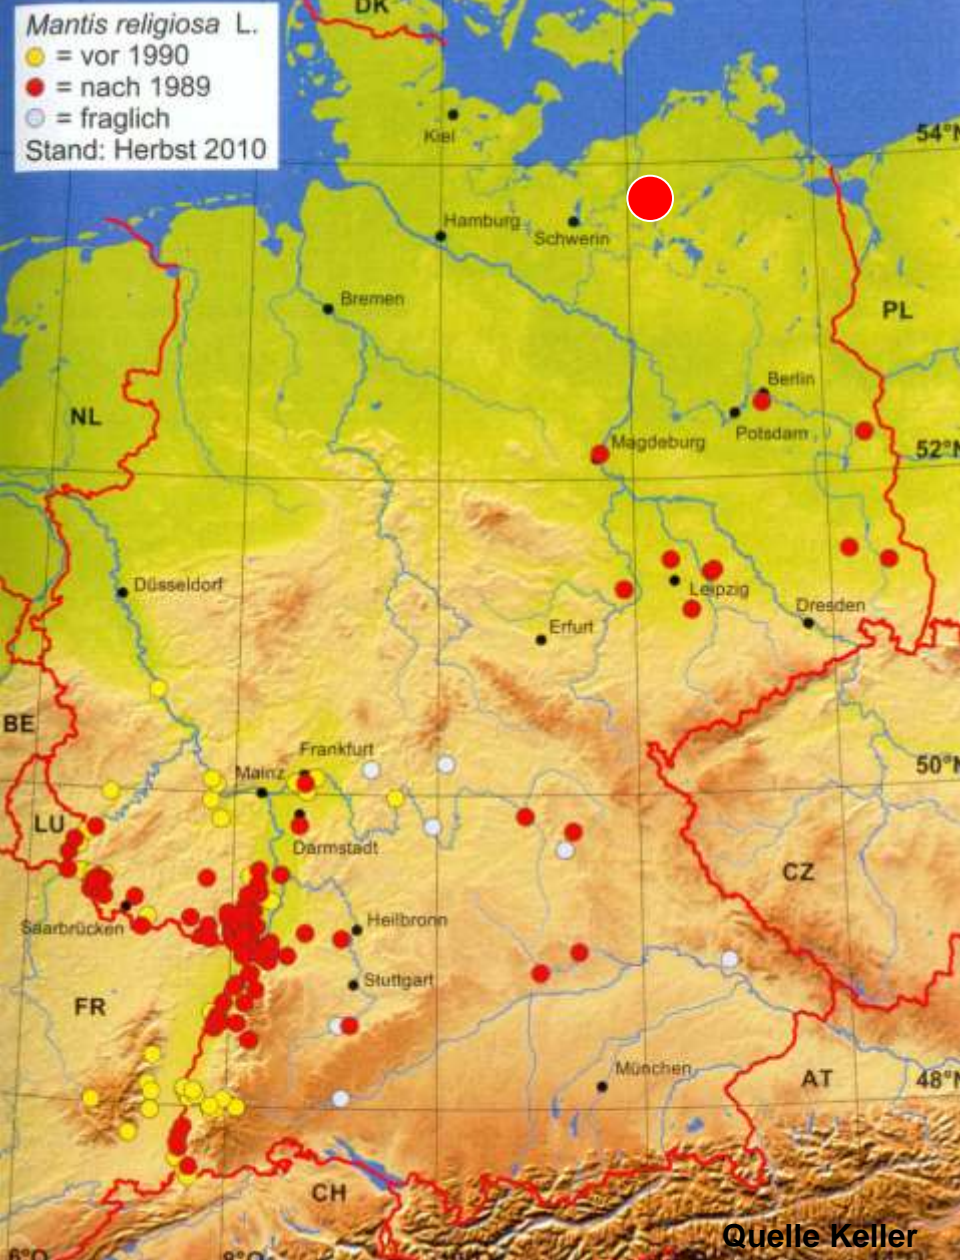 Mantis religiosa L.
= vor 1990
= nach 1989
= fraglich
Stand: Herbst 2010
DK
Kiel
54°N
Hamburg
Schwerin
Bremen
PL
Berlin
NL
Potsdam
Magdeburg
52°N
Düsseldorf
Leipzig
Dresden
Erfurt
BE
Frankfurt
Mainz
50°N
LU
Darmstadt
CZ
Saarbrücken
Heilbronn
Stuttgart
FR
München
AT
48°N
CH
Quelle Keller
6°O
8°O